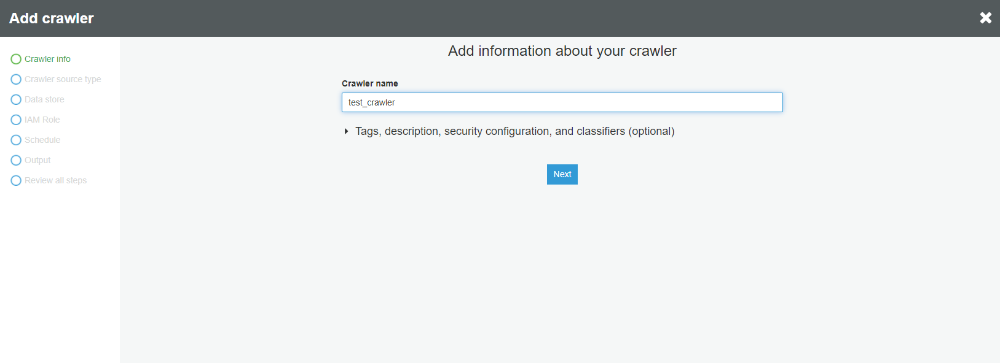 Add crawler
Crawler info
Crawler source type
Data store
IAM Role
Schedule
Output
Review all steps
Add information about your crawler
Crawler name
test_crawler
Tags, description, security configuration, and classifiers (optional)
Next